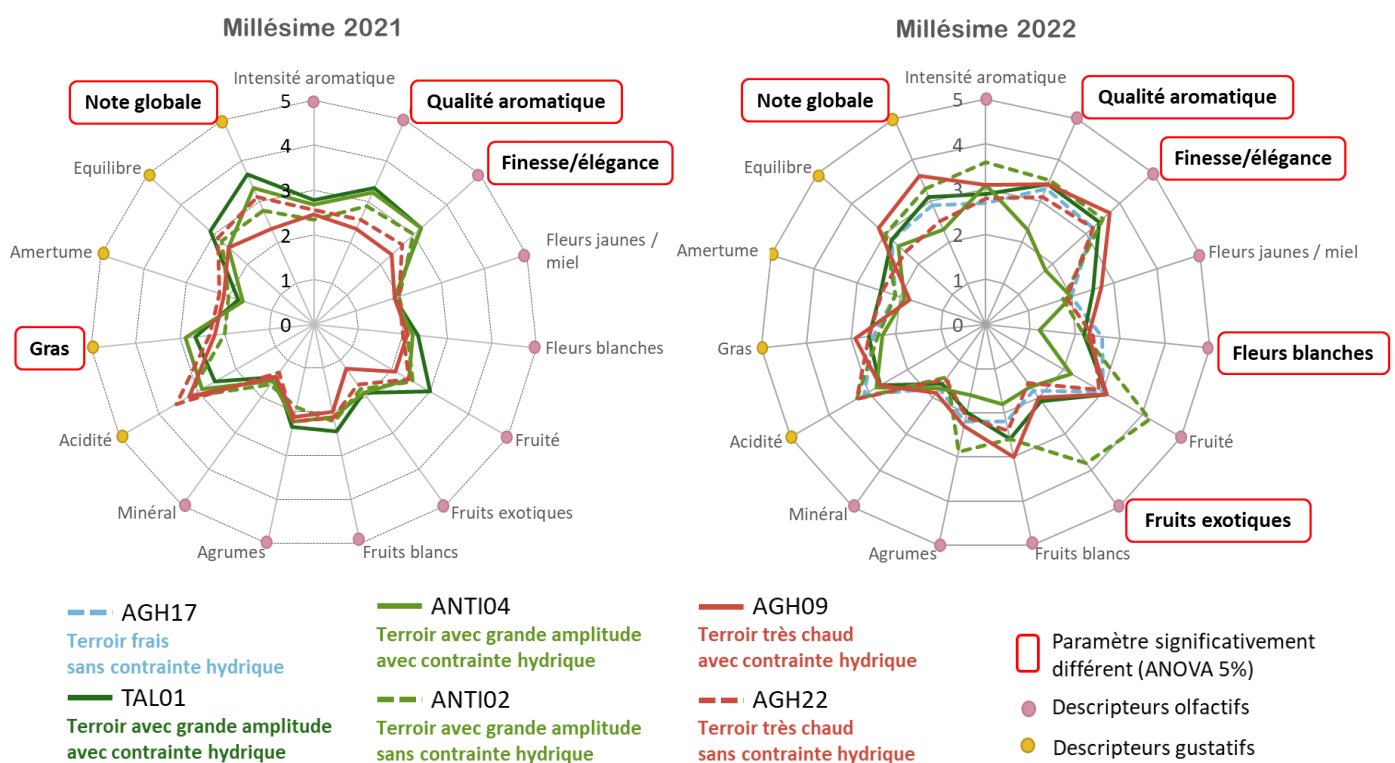 Millésime 2021
Intensité aromatique
Note globale
Qualité aromatique
Finesse/élégance
Equilibre
Fleurs jaunes /
miel
Amertume
Gras
Fleurs blanches
Acidité
Fruité
Minéral
Fruits exotiques
Agrumes
Fruits blancs
5
4
3
2
1
0
Millésime 2022
Intensité aromatique
Note globale
Qualité aromatique
Finesse/élégance
Equilibre
Fleurs jaunes / miel
Amertume
Gras
Fleurs blanches
Acidité
Fruité
Minéral
Fruits exotiques
Agrumes
Fruits blancs
5
4
3
2
1
0
AGH17
Terroir frais
sans contrainte hydrique
TAL01
Terroir avec grande amplitude
avec contrainte hydrique
ANTI04
Terroir avec grande amplitude
avec contrainte hydrique
ANTI02
Terroir avec grande amplitude
sans contrainte hydrique
AGH09
Terroir très chaud
avec contrainte hydrique
AGH22
Terroir très chaud
sans contrainte hydrique
Paramètre significativement
différent (ANOVA 5%)
Descripteurs olfactifs
Descripteurs gustatifs